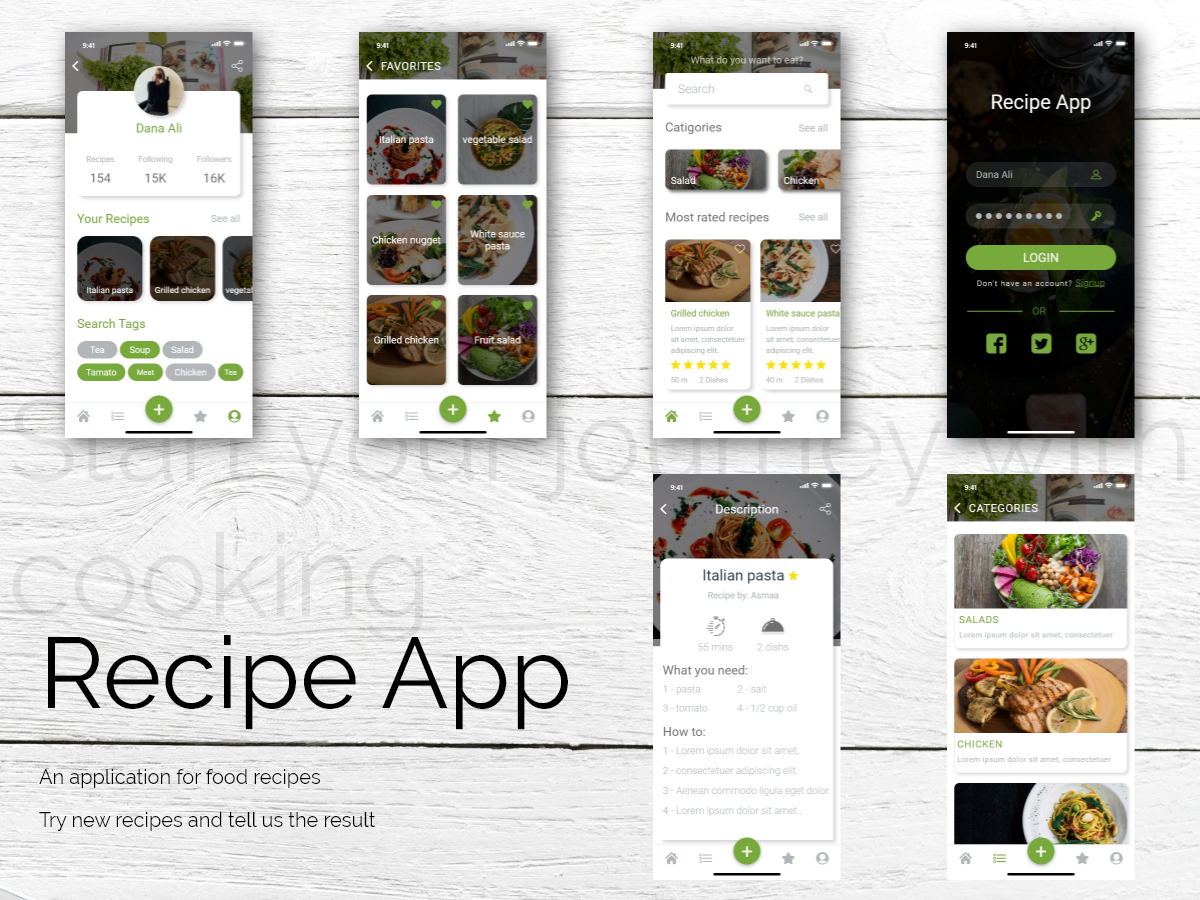 9:41
Dana Ali
Recipes Following Followers
154 15K 16K
Your Recipes See all
Italian pasta Grilled chicken vegetal
Search Tags
Tea Soup Salad
Tamato Meet Chicken Tea
9:41
FAVORITES
Italian pasta vegetable salad
Chicken nugget White sauce
pasta
Grilled chicken Fruit salad
9:41
What do you want to eat?
Search
Catigories See all
Salad Chicken
Most rated recipes See all
Grilled chicken White sauce pasta
Lorem ipsum dolor Lorem ipsum dolor
sit amet, consectetuer sit amet, consectetuer
adipiscing elit. adipiscing elit.
50 m 2 Dishes 40 m 2 Dishes
9:41
Recipe App
Dana Ali
LOGIN
Don't have an account? Signup
OR
Start your journey with
cookiing
Recipe App
An application for food recipes
Try new recipes and tell us the result
9:41
Description
Italian pasta
Recipe by: Asmaa
55 mins 2 dishs
What you need:
1 - pasta 2 - salt
3 - tomato 4 - 1/2 cup oil
How to:
1 - Lorem ipsum dolor sit amet,
2 - consectetuer adipiscing elit.
3 - Aenean commodo ligula eget dolor.
4 - Lorem ipsum dolor sit amet..
9:41
CATEGORIES
SALADS
Lorem ipsum dolor sit amet, consectetuer
CHICKEN
Lorem ipsum dolor sit amet, consectetuer